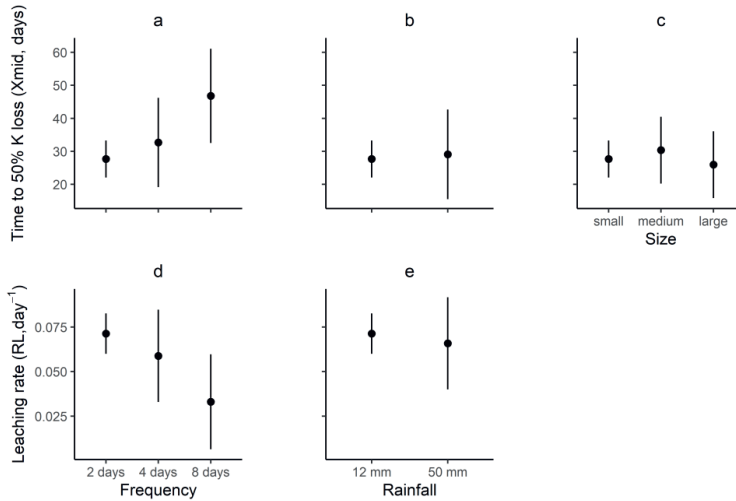 a
b
c
Time to 50% K loss (Xmid, days)
60
50
40
30
20
small medium large
Size
d
e
Leaching rate (RL,day⁻¹)
0.075
0.050
0.025
2 days 4 days 8 days
Frequency
12 mm 50 mm
Rainfall